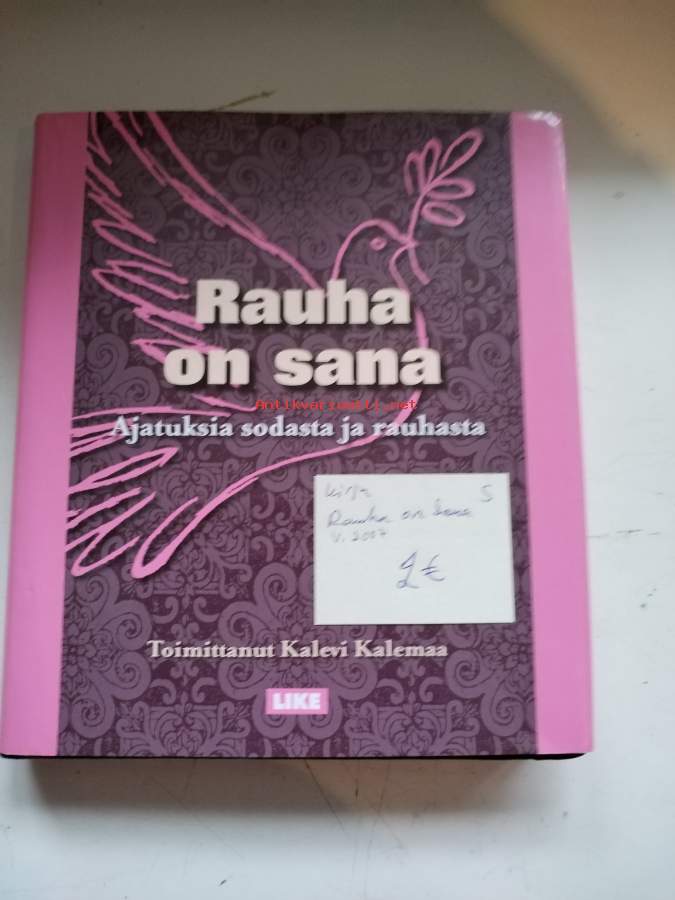 Rauha
on sana
Antikvariaatti.net
Ajatuksia sodasta ja rauhasta
kirja S
Rauha on sana
v. 2007
2 €
Toimittanut Kalevi Kalemaa
LIKE